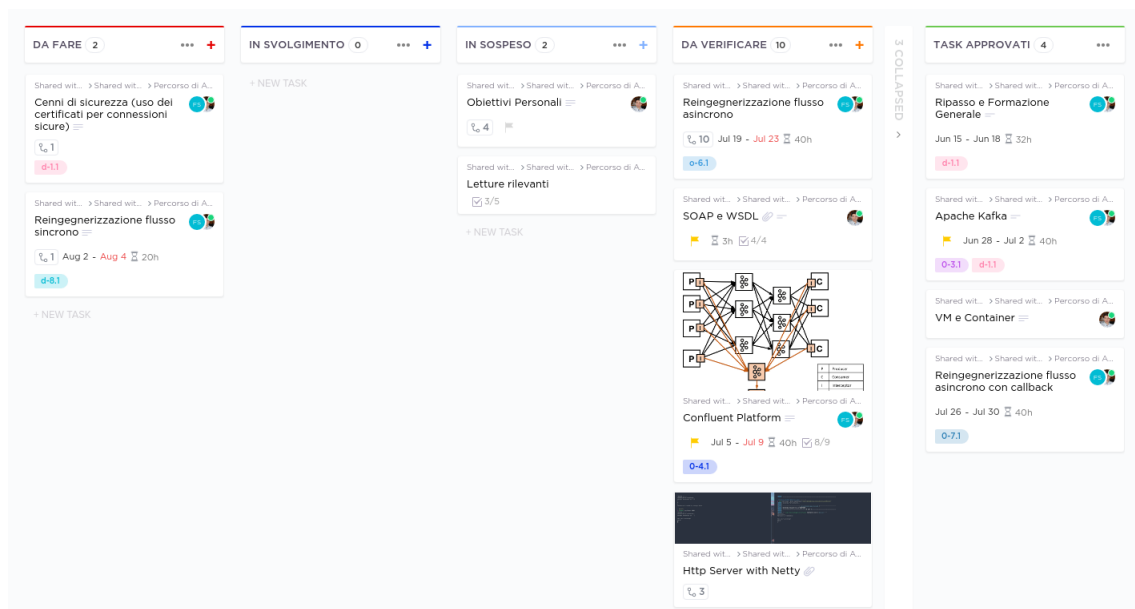 DA FARE 2
Shared wit... > Shared wit... > Percorso di A...
Cenni di sicurezza (uso dei
certificati per connessioni
sicure)
FS
1
d-1.1
Shared wit... > Shared wit... > Percorso di A...
Reingegnerizzazione flusso
sincrono
FS
1 Aug 2 - Aug 4 20h
d-8.1
+ NEW TASK
IN SVOLGIMENTO 0
+ NEW TASK
IN SOSPESO 2
Shared wit... > Shared wit... > Percorso di A...
Obiettivi Personali
4
Shared wit... > Shared wit... > Percorso di A...
Letture rilevanti
3/5
+ NEW TASK
DA VERIFICARE 10
Shared wit... > Shared wit... > Percorso di A...
Reingegnerizzazione flusso
asincrono
FS
10 Jul 19 - Jul 23 40h
o-6.1
Shared wit... > Shared wit... > Percorso di A...
SOAP e WSDL
3h 4/4
P C
P
P C
P C
P Producer
C Consumer
I Interceptor
Shared wit... > Shared wit... > Percorso di A...
Confluent Platform
FS
Jul 5 - Jul 9 40h 8/9
0-4.1
Shared wit... > Shared wit... > Percorso di A...
Http Server with Netty
3
3 COLLAPSED
TASK APPROVATI 4
Shared wit... > Shared wit... > Percorso di A...
Ripasso e Formazione
Generale
FS
Jun 15 - Jun 18 32h
d-1.1
Shared wit... > Shared wit... > Percorso di A...
Apache Kafka
FS
Jun 28 - Jul 2 40h
0-3.1 d-1.1
Shared wit... > Shared wit... > Percorso di A...
VM e Container
Shared wit... > Shared wit... > Percorso di A...
Reingegnerizzazione flusso
asincrono con callback
FS
Jul 26 - Jul 30 40h
0-7.1